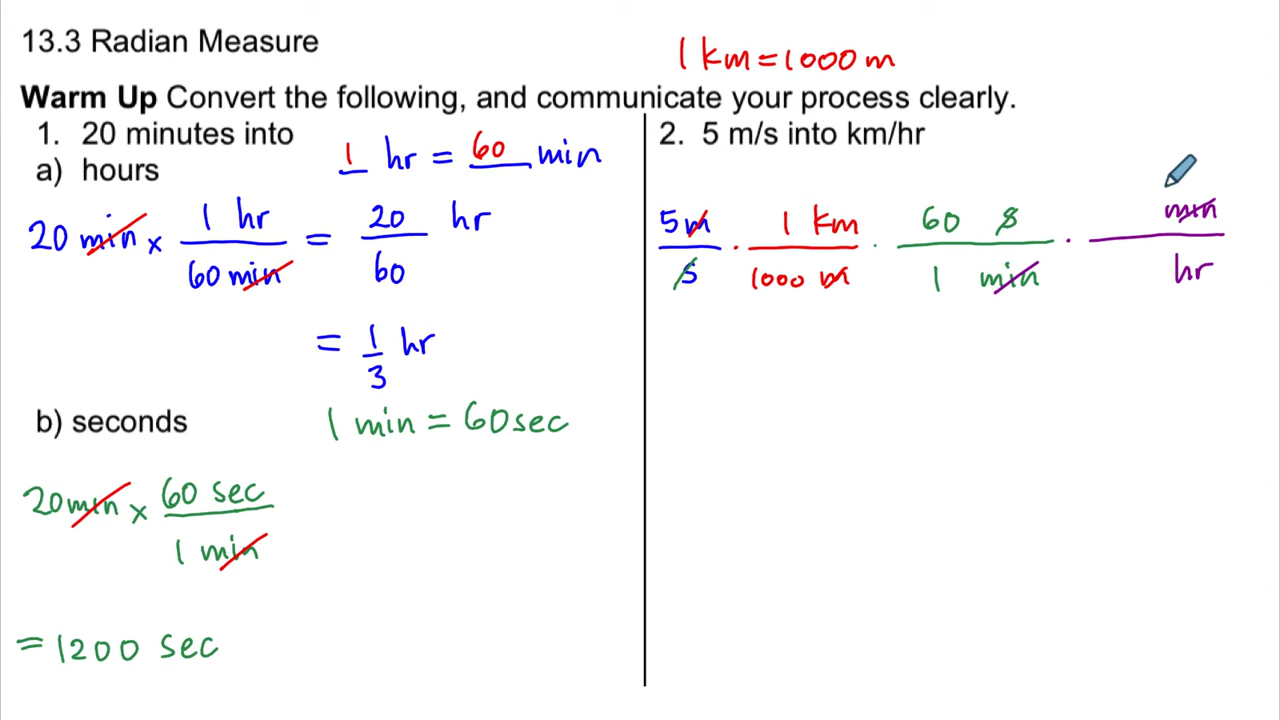 13.3 Radian Measure
1 km = 1000 m
Warm Up Convert the following, and communicate your process clearly.
1. 20 minutes into
a) hours
1 hr = 60 min
20 min × 1 hr / 60 min = 20 / 60 hr
= 1/3 hr
b) seconds
1 min = 60 sec
20 min × 60 sec / 1 min
= 1200 sec
2. 5 m/s into km/hr
5 m / s · 1 km / 1000 m · 60 s / 1 min · min / hr